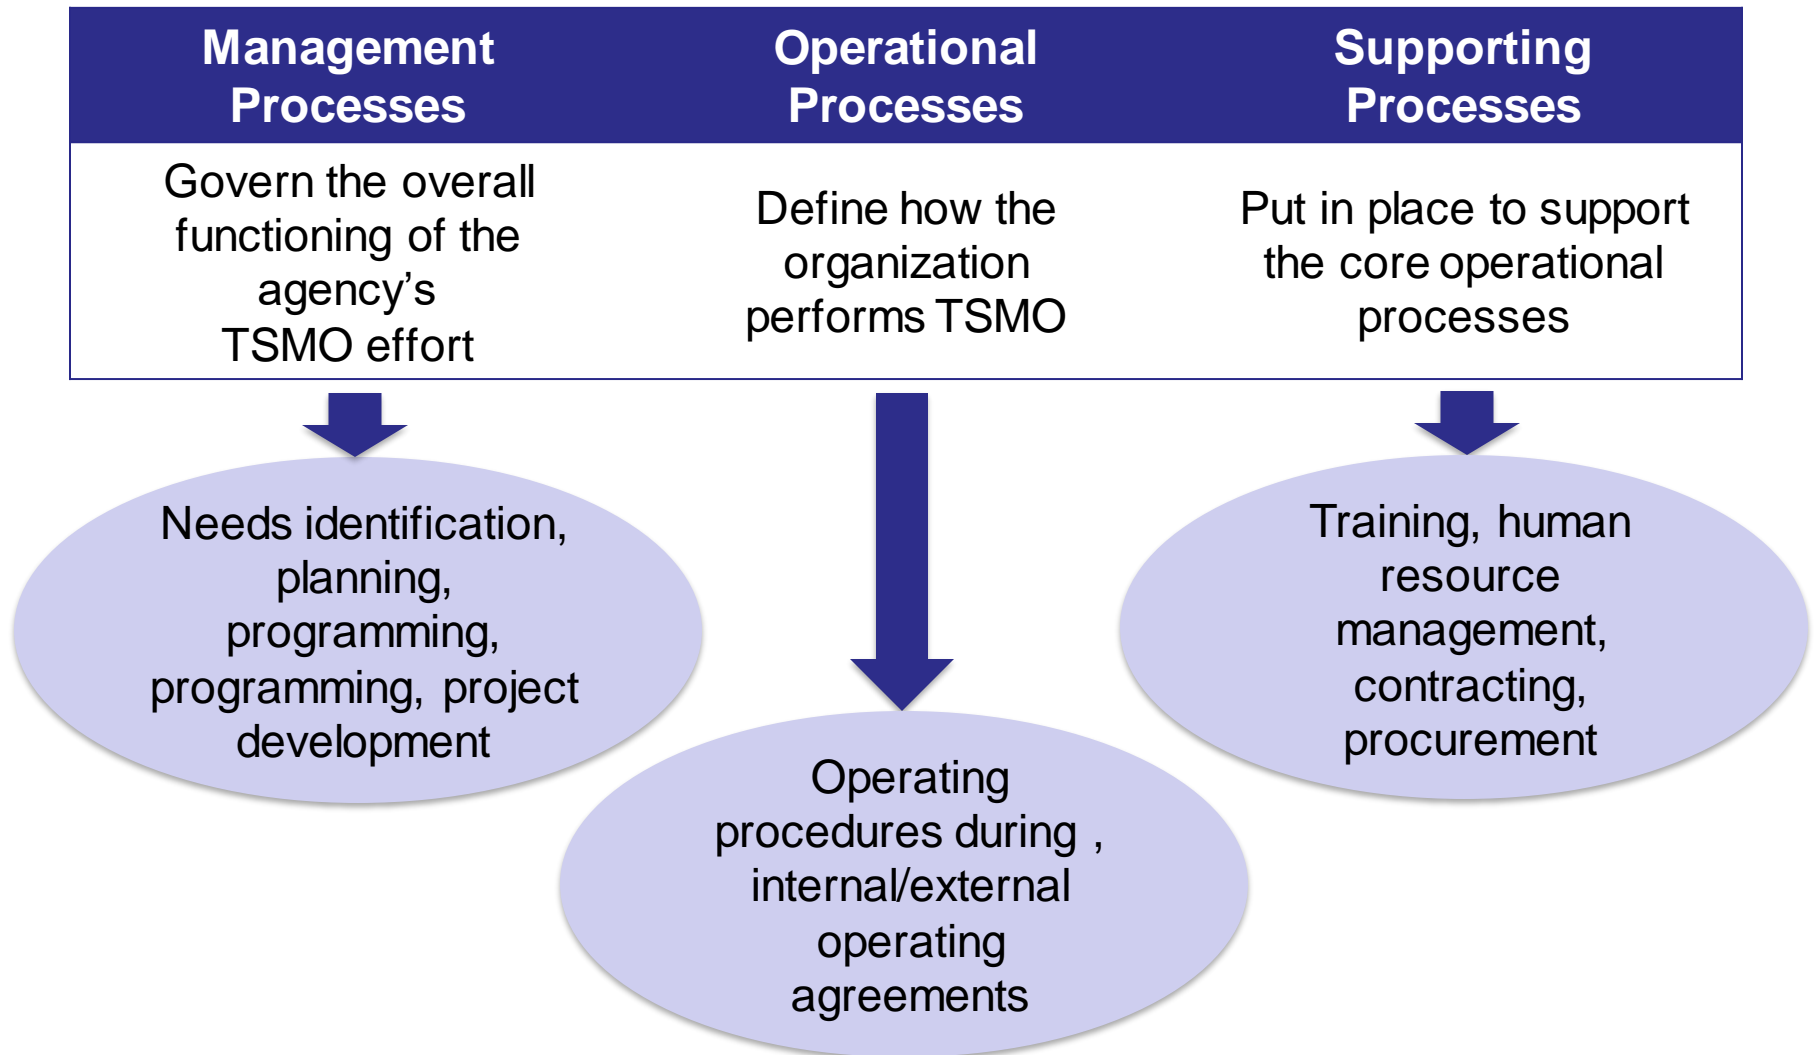 Management
Processes
Operational
Processes
Supporting
Processes
Govern the overall
functioning of the
agency’s
TSMO effort
Define how the
organization
performs TSMO
Put in place to support
the core operational
processes
Needs identification,
planning,
programming,
programming, project
development
Operating
procedures during ,
internal/external
operating
agreements
Training, human
resource
management,
contracting,
procurement